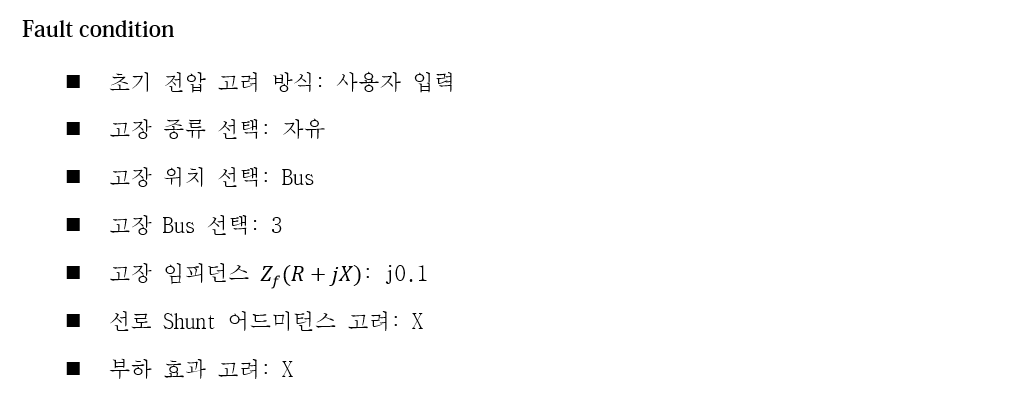 Fault condition
■ 초기 전압 고려 방식: 사용자 입력
■ 고장 종류 선택: 자유
■ 고장 위치 선택: Bus
■ 고장 Bus 선택: 3
■ 고장 임피던스 Z_f(R + jX): j0.1
■ 선로 Shunt 어드미턴스 고려: X
■ 부하 효과 고려: X